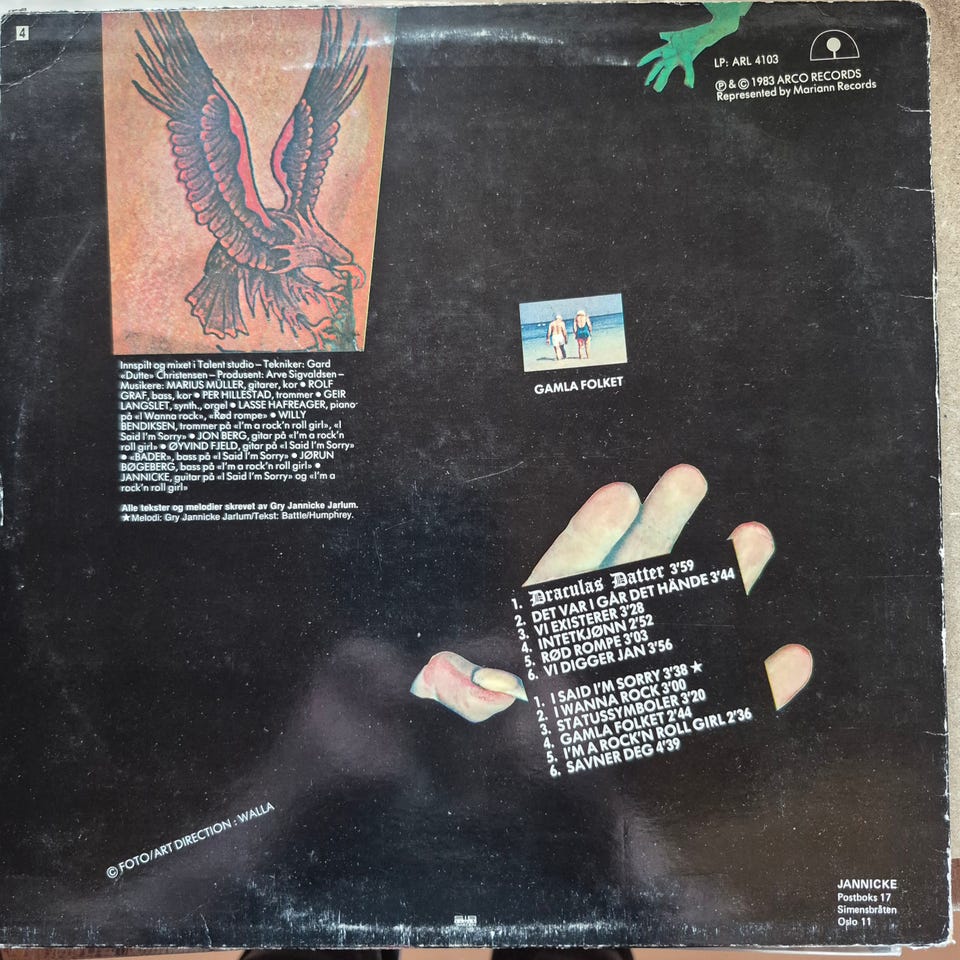 4
LP: ARL 4103
Ⓟ & © 1983 ARCO RECORDS
Represented by Mariann Records
GAMLA FOLKET
Innspilt og mixet i Talent studio – Tekniker: Gard
«Dutte» Christensen – Produsent: Arve Sigvaldsen –
Musikere: MARIUS MÜLLER, gitarer, kor ● ROLF
GRAF, bass, kor ● PER HILLESTAD, trommer ● GEIR
LANGSLET, synth., orgel ● LASSE HAFREAGER, piano
på «I Wanna rock», «Rød rompe» ● WILLY
BENDIKSEN, trommer på «I'm a rock'n roll girl», «I
Said I'm Sorry» ● JON BERG, gitar på «I'm a rock'n
roll girl» ● ØYVIND FJELD, gitar på «I Said I'm Sorry»
● «BADER», bass på «I Said I'm Sorry» ● JØRUN
BØGEBERG, bass på «I'm a rock'n roll girl» ●
JANNICKE, guitar på «I Said I'm Sorry» og «I'm a
rock'n roll girl»
Alle tekster og melodier skrevet av Gry Jannicke Jarlum.
★Melodi: Gry Jannicke Jarlum/Tekst: Battle/Humphrey.
1. Draculas Datter 3'59
2. DET VAR I GÅR DET HÄNDE 3'44
3. VI EXISTERER 3'28
4. INTETKJØNN 2'52
5. RØD ROMPE 3'03
6. VI DIGGER JAN 3'56
1. I SAID I'M SORRY 3'38 ★
2. I WANNA ROCK 3'00
3. STATUSSYMBOLER 3'20
4. GAMLA FOLKET 2'44
5. I'M A ROCK'N ROLL GIRL 2'36
6. SAVNER DEG 4'39
© FOTO/ART DIRECTION : WALLA
JANNICKE
Postboks 17
Simensbråten
Oslo 11